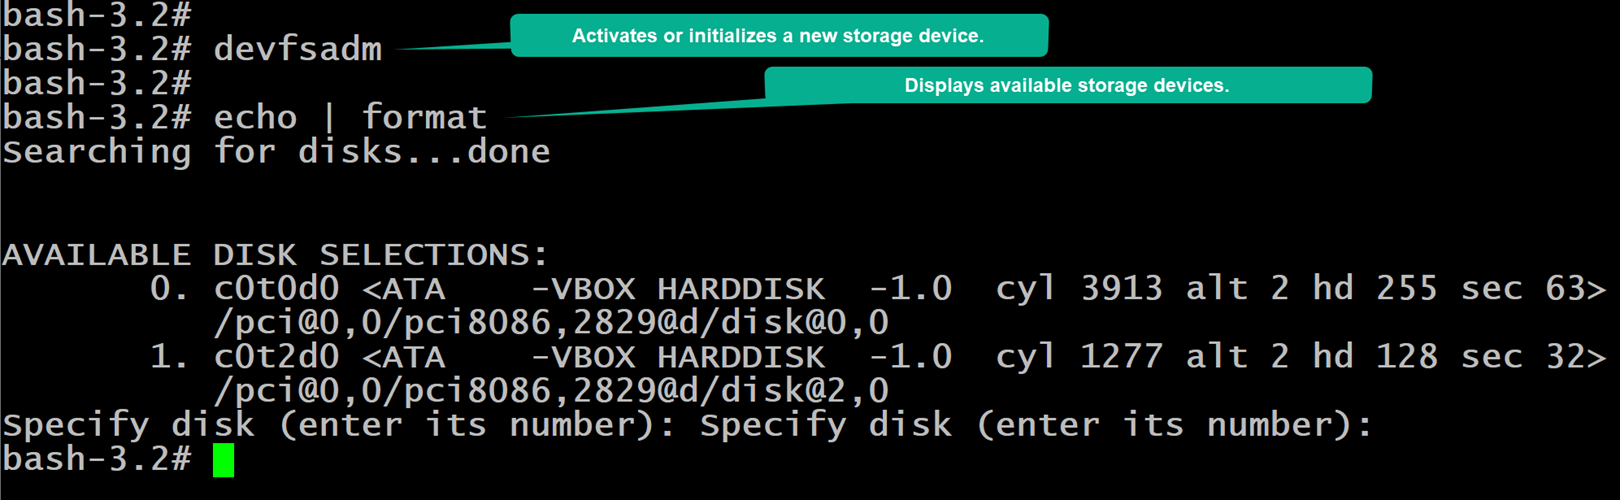 bash-3.2#
bash-3.2# devfsadm
Activates or initializes a new storage device.
bash-3.2#
Displays available storage devices.
bash-3.2# echo | format
Searching for disks...done
AVAILABLE DISK SELECTIONS:
0. c0t0d0 <ATA    -VBOX HARDDISK  -1.0  cyl 3913 alt 2 hd 255 sec 63>
/pci@0,0/pci8086,2829@d/disk@0,0
1. c0t2d0 <ATA    -VBOX HARDDISK  -1.0  cyl 1277 alt 2 hd 128 sec 32>
/pci@0,0/pci8086,2829@d/disk@2,0
Specify disk (enter its number): Specify disk (enter its number):
bash-3.2#